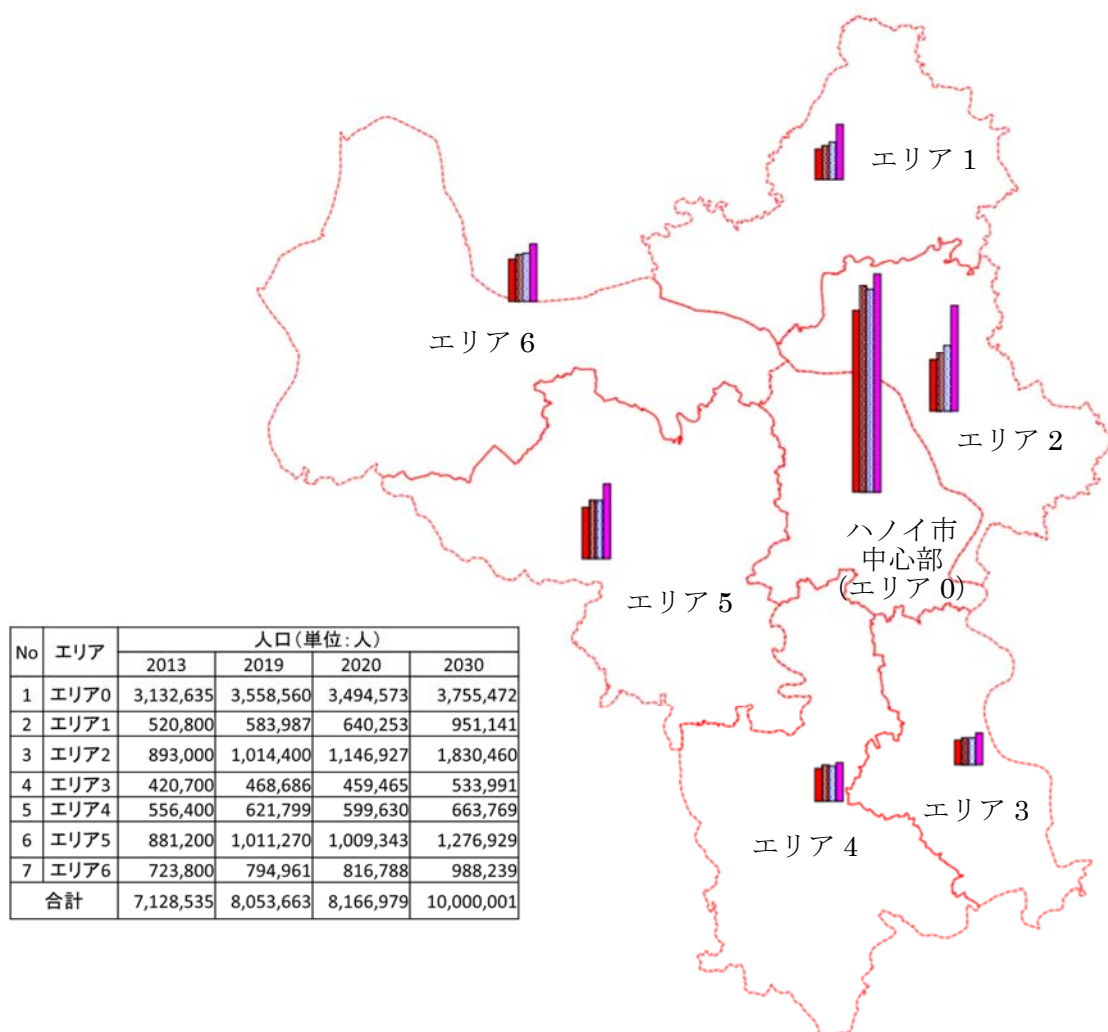 エリア 1
エリア 6
エリア 2
ハノイ市
中心部
(エリア 0)
エリア 5
エリア 3
エリア 4
No エリア 人口(単位:人)
2013 2019 2020 2030
1 エリア0 3,132,635 3,558,560 3,494,573 3,755,472
2 エリア1 520,800 583,987 640,253 951,141
3 エリア2 893,000 1,014,400 1,146,927 1,830,460
4 エリア3 420,700 468,686 459,465 533,991
5 エリア4 556,400 621,799 599,630 663,769
6 エリア5 881,200 1,011,270 1,009,343 1,276,929
7 エリア6 723,800 794,961 816,788 988,239
合計 7,128,535 8,053,663 8,166,979 10,000,001